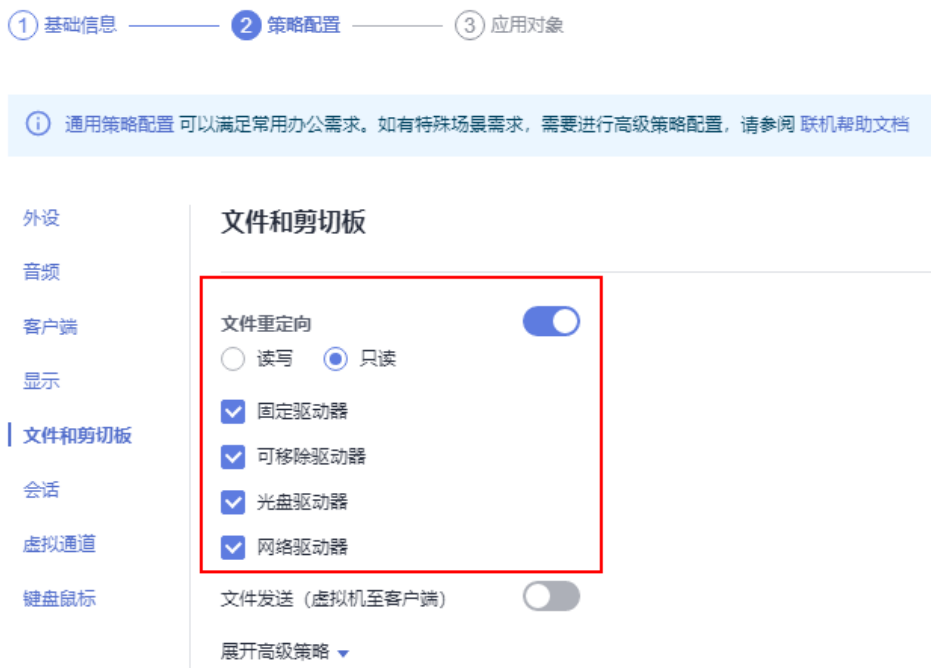 1 基础信息 2 策略配置 3 应用对象
通用策略配置 可以满足常用办公需求。如有特殊场景需求，需要进行高级策略配置，请参阅 联机帮助文档
外设
音频
客户端
显示
文件和剪切板
会话
虚拟通道
键盘鼠标
文件和剪切板
文件重定向
读写 只读
固定驱动器
可移除驱动器
光盘驱动器
网络驱动器
文件发送（虚拟机至客户端）
展开高级策略